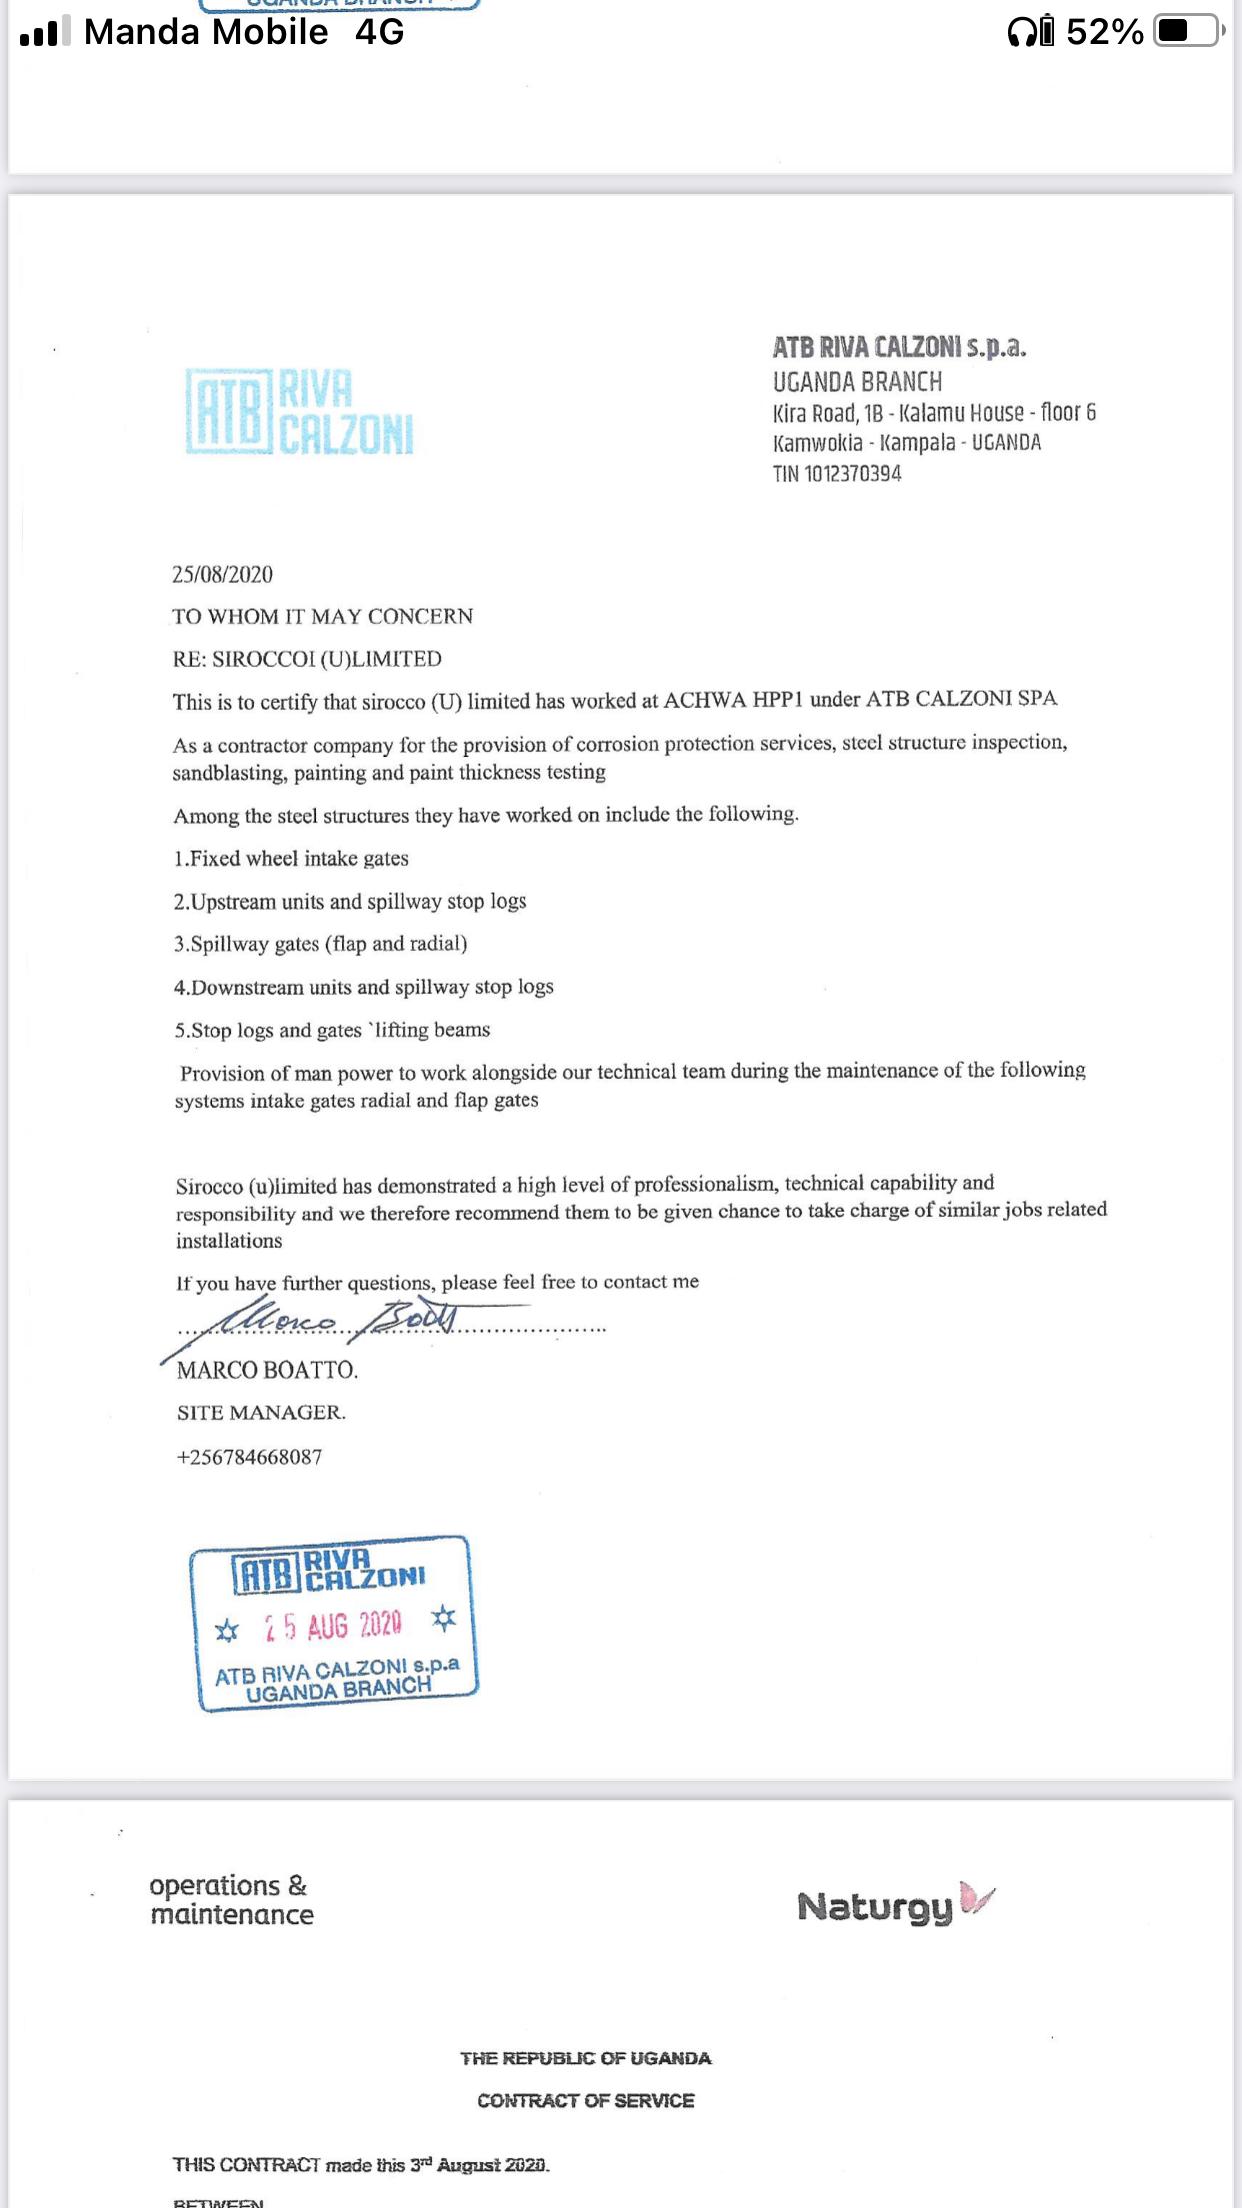 UGANDA BRANCH
Manda Mobile 4G
52%
ATB RIVA CALZONI
ATB RIVA CALZONI s.p.a.
UGANDA BRANCH
Kira Road, 1B - Kalamu House - floor 6
Kamwokia - Kampala - UGANDA
TIN 1012370394
25/08/2020
TO WHOM IT MAY CONCERN
RE: SIROCCOI (U)LIMITED
This is to certify that sirocco (U) limited has worked at ACHWA HPP1 under ATB CALZONI SPA
As a contractor company for the provision of corrosion protection services, steel structure inspection,
sandblasting, painting and paint thickness testing
Among the steel structures they have worked on include the following.
1.Fixed wheel intake gates
2.Upstream units and spillway stop logs
3.Spillway gates (flap and radial)
4.Downstream units and spillway stop logs
5.Stop logs and gates `lifting beams
Provision of man power to work alongside our technical team during the maintenance of the following
systems intake gates radial and flap gates
Sirocco (u)limited has demonstrated a high level of professionalism, technical capability and
responsibility and we therefore recommend them to be given chance to take charge of similar jobs related
installations
If you have further questions, please feel free to contact me
Marco
MARCO BOATTO.
SITE MANAGER.
+256784668087
ATB RIVA CALZONI
25 AUG 2020
ATB RIVA CALZONI s.p.a
UGANDA BRANCH
operations &
maintenance
Naturgy
THE REPUBLIC OF UGANDA
CONTRACT OF SERVICE
THIS CONTRACT made this 3rd August 2020.
BETWEEN